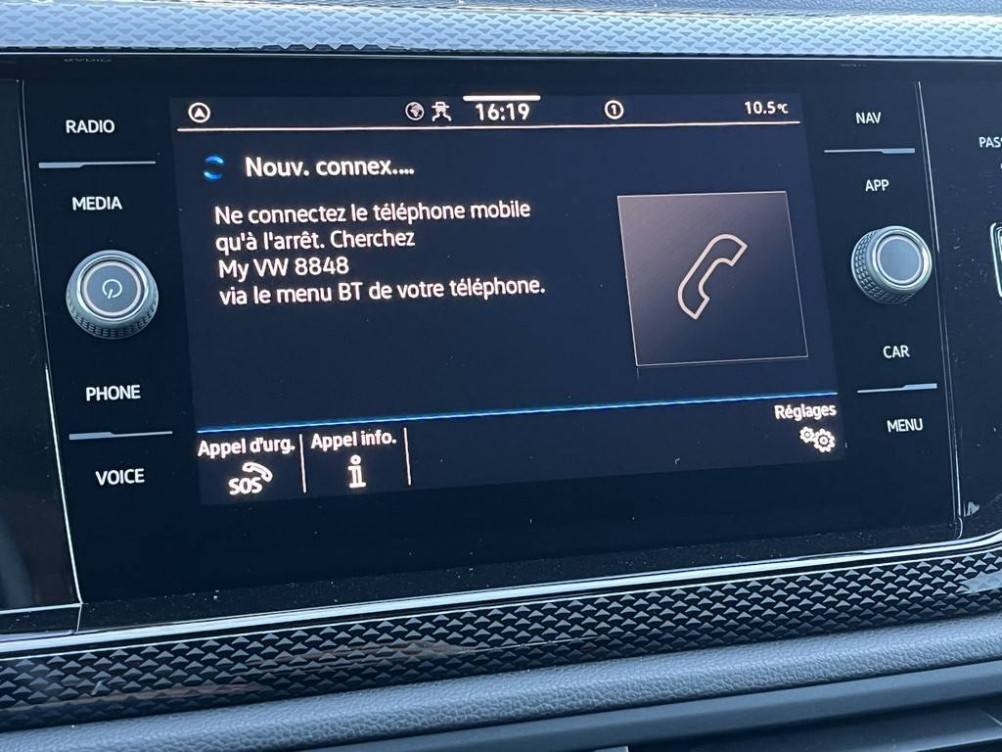 RADIO
MEDIA
PHONE
VOICE
16:19
1
10.5°C
Nouv. connex....
Ne connectez le téléphone mobile
qu'à l'arrêt. Cherchez
My VW 8848
via le menu BT de votre téléphone.
Réglages
Appel d'urg.
Appel info.
SOS
i
NAV
APP
CAR
MENU